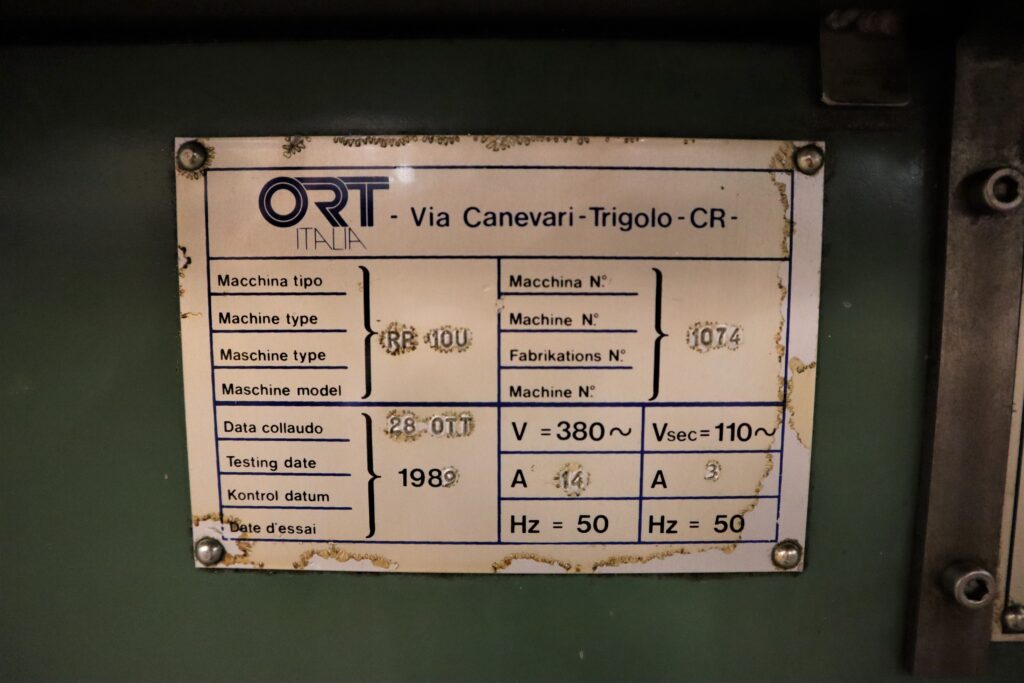 ORT - Via Canevari - Trigolo - CR -
ITALIA
Macchina tipo
Machine type
Maschine type
Maschine model
RP 10U
Macchina N.°
Machine N.°
Fabrikations N.°
Machine N.°
1074
Data collaudo
Testing date
Kontrol datum
Date d'essai
28 OTT
1989
V = 380~
Vsec = 110~
A 14
A 3
Hz = 50
Hz = 50